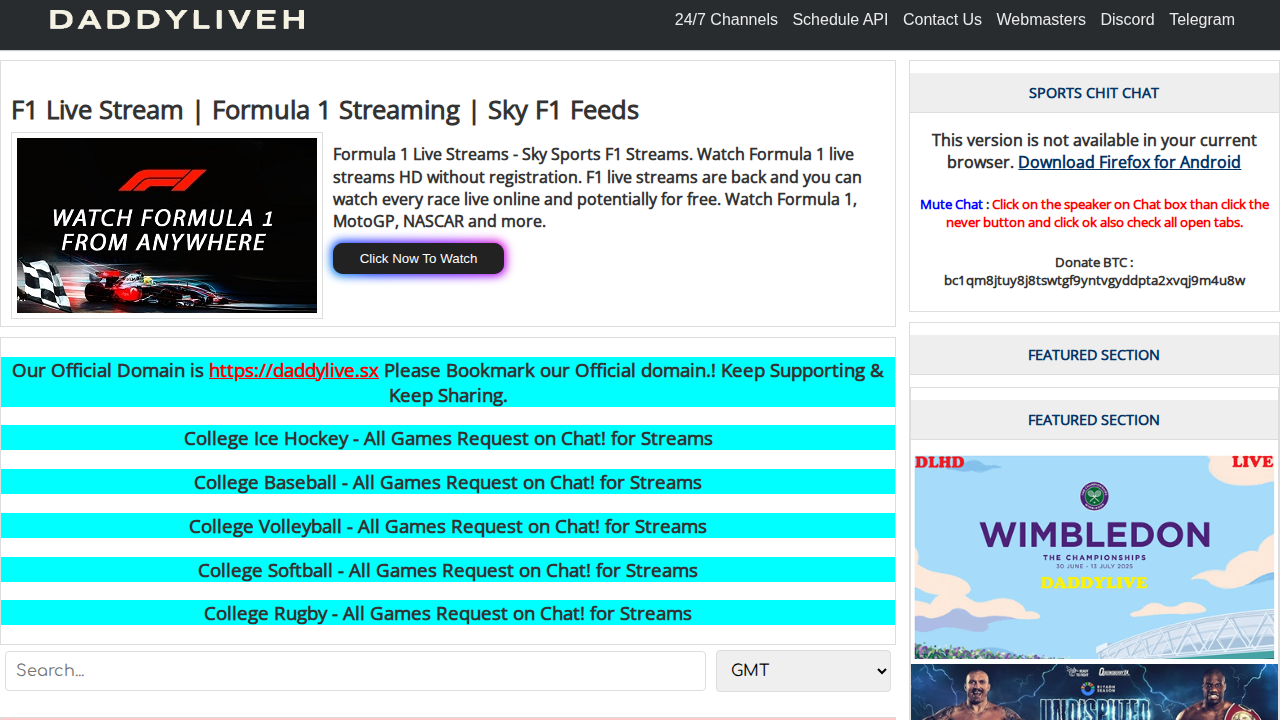 DADDYLIVEH
24/7 Channels Schedule API Contact Us Webmasters Discord Telegram
F1 Live Stream | Formula 1 Streaming | Sky F1 Feeds
WATCH FORMULA 1
FROM ANYWHERE
Formula 1 Live Streams - Sky Sports F1 Streams. Watch Formula 1 live
streams HD without registration. F1 live streams are back and you can
watch every race live online and potentially for free. Watch Formula 1,
MotoGP, NASCAR and more.
Click Now To Watch
Our Official Domain is https://daddylive.sx Please Bookmark our Official domain.! Keep Supporting &
Keep Sharing.
College Ice Hockey - All Games Request on Chat! for Streams
College Baseball - All Games Request on Chat! for Streams
College Volleyball - All Games Request on Chat! for Streams
College Softball - All Games Request on Chat! for Streams
College Rugby - All Games Request on Chat! for Streams
Search...
GMT
SPORTS CHIT CHAT
This version is not available in your current
browser. Download Firefox for Android
Mute Chat : Click on the speaker on Chat box than click the
never button and click ok also check all open tabs.
Donate BTC :
bc1qm8jtuy8j8tswtgf9yntvgyddpta2xvqj9m4u8w
FEATURED SECTION
FEATURED SECTION
DLHD LIVE
WIMBLEDON
THE CHAMPIONSHIPS
30 JUNE - 13 JULY 2025
DADDYLIVE
RIYADH
SEASON
UNDISPUTED